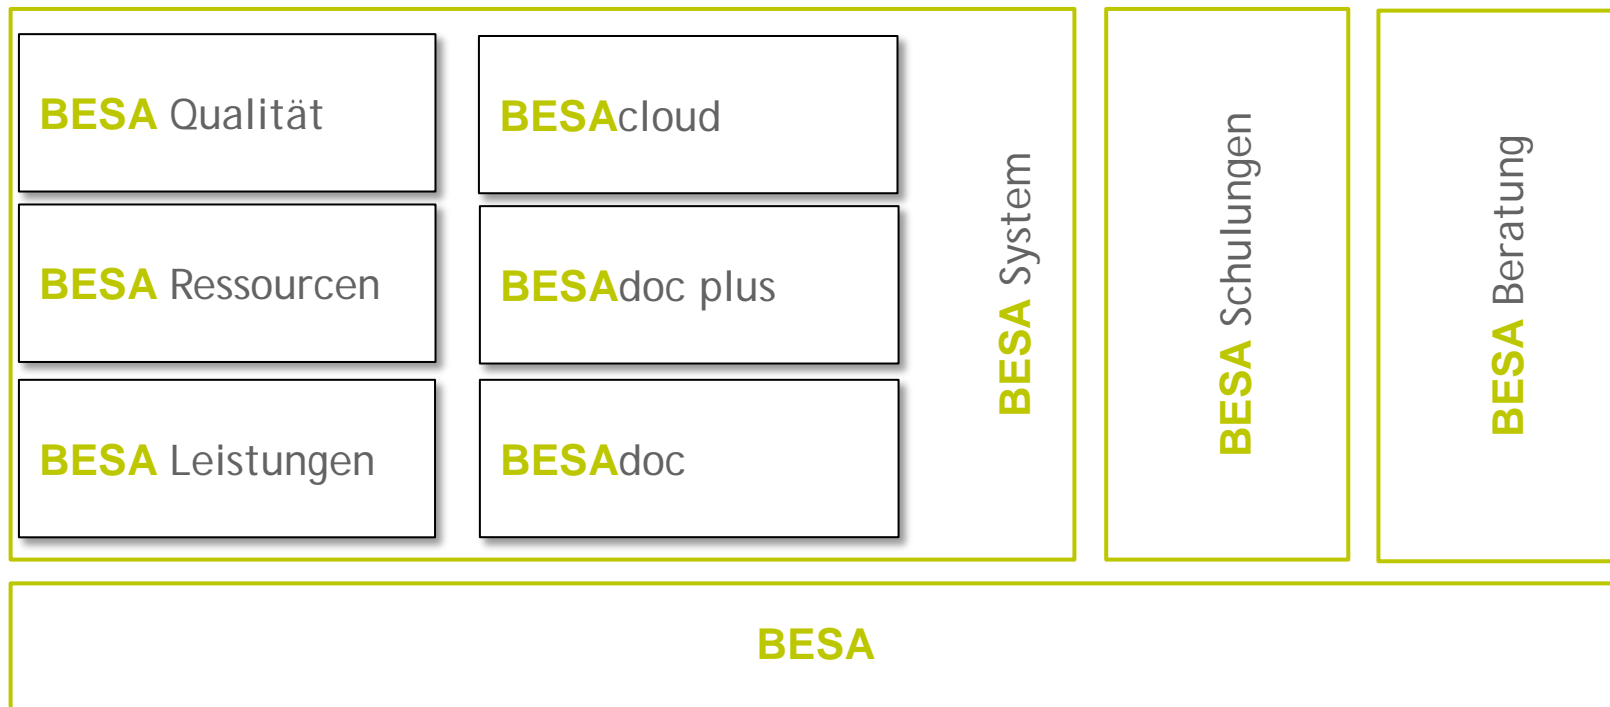 BESA Qualität
BESAcloud
BESA Ressourcen
BESAdoc plus
BESA Leistungen
BESAdoc
BESA System
BESA Schulungen
BESA Beratung
BESA